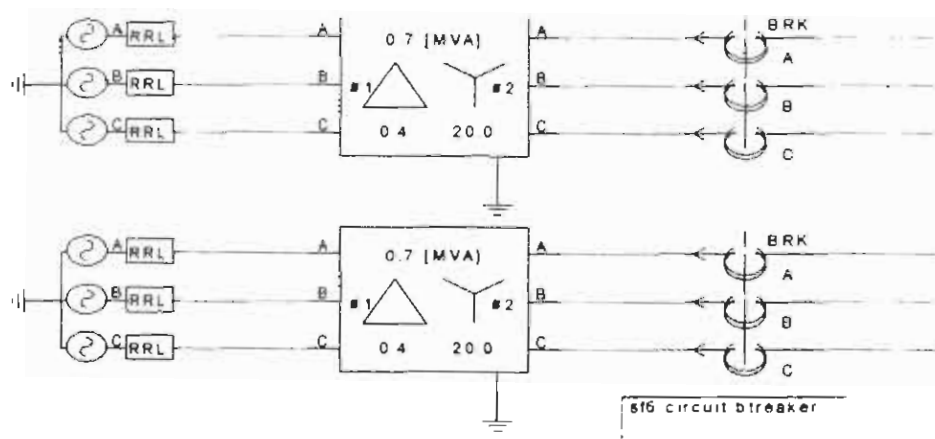 A RRL A 0.7 [MVA] A BRK
A
B RRL B #1 #2 B
B
C RRL C 0.4 20.0 C
C
A RRL A 0.7 [MVA] A BRK
A
B RRL B #1 #2 B
B
C RRL C 0.4 20.0 C
C
sf6 circuit btreaker